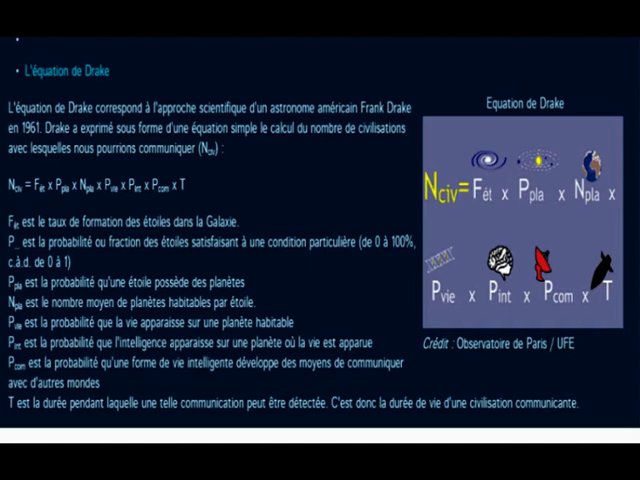 • L'équation de Drake
L'équation de Drake correspond à l'approche scientifique d'un astronome américain Frank Drake
en 1961. Drake a exprimé sous forme d'une équation simple le calcul du nombre de civilisations
avec lesquelles nous pourrions communiquer (Nciv) :
Nciv = Fét x Ppla x Npla x Pvie x Pint x Pcom x T
Fét est le taux de formation des étoiles dans la Galaxie.
P_ est la probabilité ou fraction des étoiles satisfaisant à une condition particulière (de 0 à 100%,
c.à.d. de 0 à 1)
Ppla est la probabilité qu'une étoile possède des planètes
Npla est le nombre moyen de planètes habitables par étoile.
Pvie est la probabilité que la vie apparaisse sur une planète habitable
Pint est la probabilité que l'intelligence apparaisse sur une planète où la vie est apparue
Pcom est la probabilité qu'une forme de vie intelligente développe des moyens de communiquer
avec d'autres mondes
T est la durée pendant laquelle une telle communication peut être détectée. C'est donc la durée de vie d'une civilisation communicante.
Equation de Drake
Nciv= Fét x Ppla x Npla x
Pvie x Pint x Pcom x T
Crédit : Observatoire de Paris / UFE